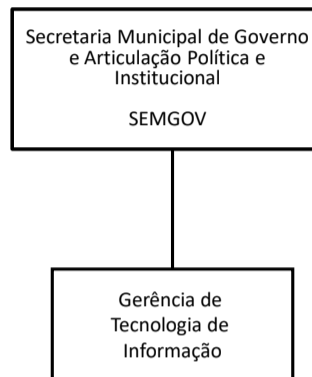 Secretaria Municipal de Governo
e Articulação Política e
Institucional
SEMGOV
Gerência de
Tecnologia de
Informação